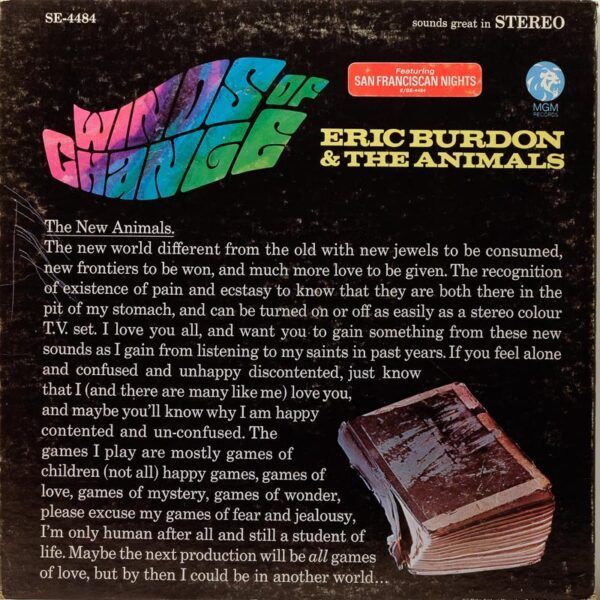 SE-4484
sounds great in STEREO
Featuring
SAN FRANCISCAN NIGHTS
E/SE-4484
MGM
RECORDS
WINDS OF
CHANGE
ERIC BURDON
& THE ANIMALS
The New Animals.
The new world different from the old with new jewels to be consumed,
new frontiers to be won, and much more love to be given. The recognition
of existence of pain and ecstasy to know that they are both there in the
pit of my stomach, and can be turned on or off as easily as a stereo colour
T.V. set. I love you all, and want you to gain something from these new
sounds as I gain from listening to my saints in past years. If you feel alone
and confused and unhappy discontented, just know
that I (and there are many like me) love you,
and maybe you'll know why I am happy
contented and un-confused. The
games I play are mostly games of
children (not all) happy games, games of
love, games of mystery, games of wonder,
please excuse my games of fear and jealousy,
I'm only human after all and still a student of
life. Maybe the next production will be all games
of love, but by then I could be in another world...